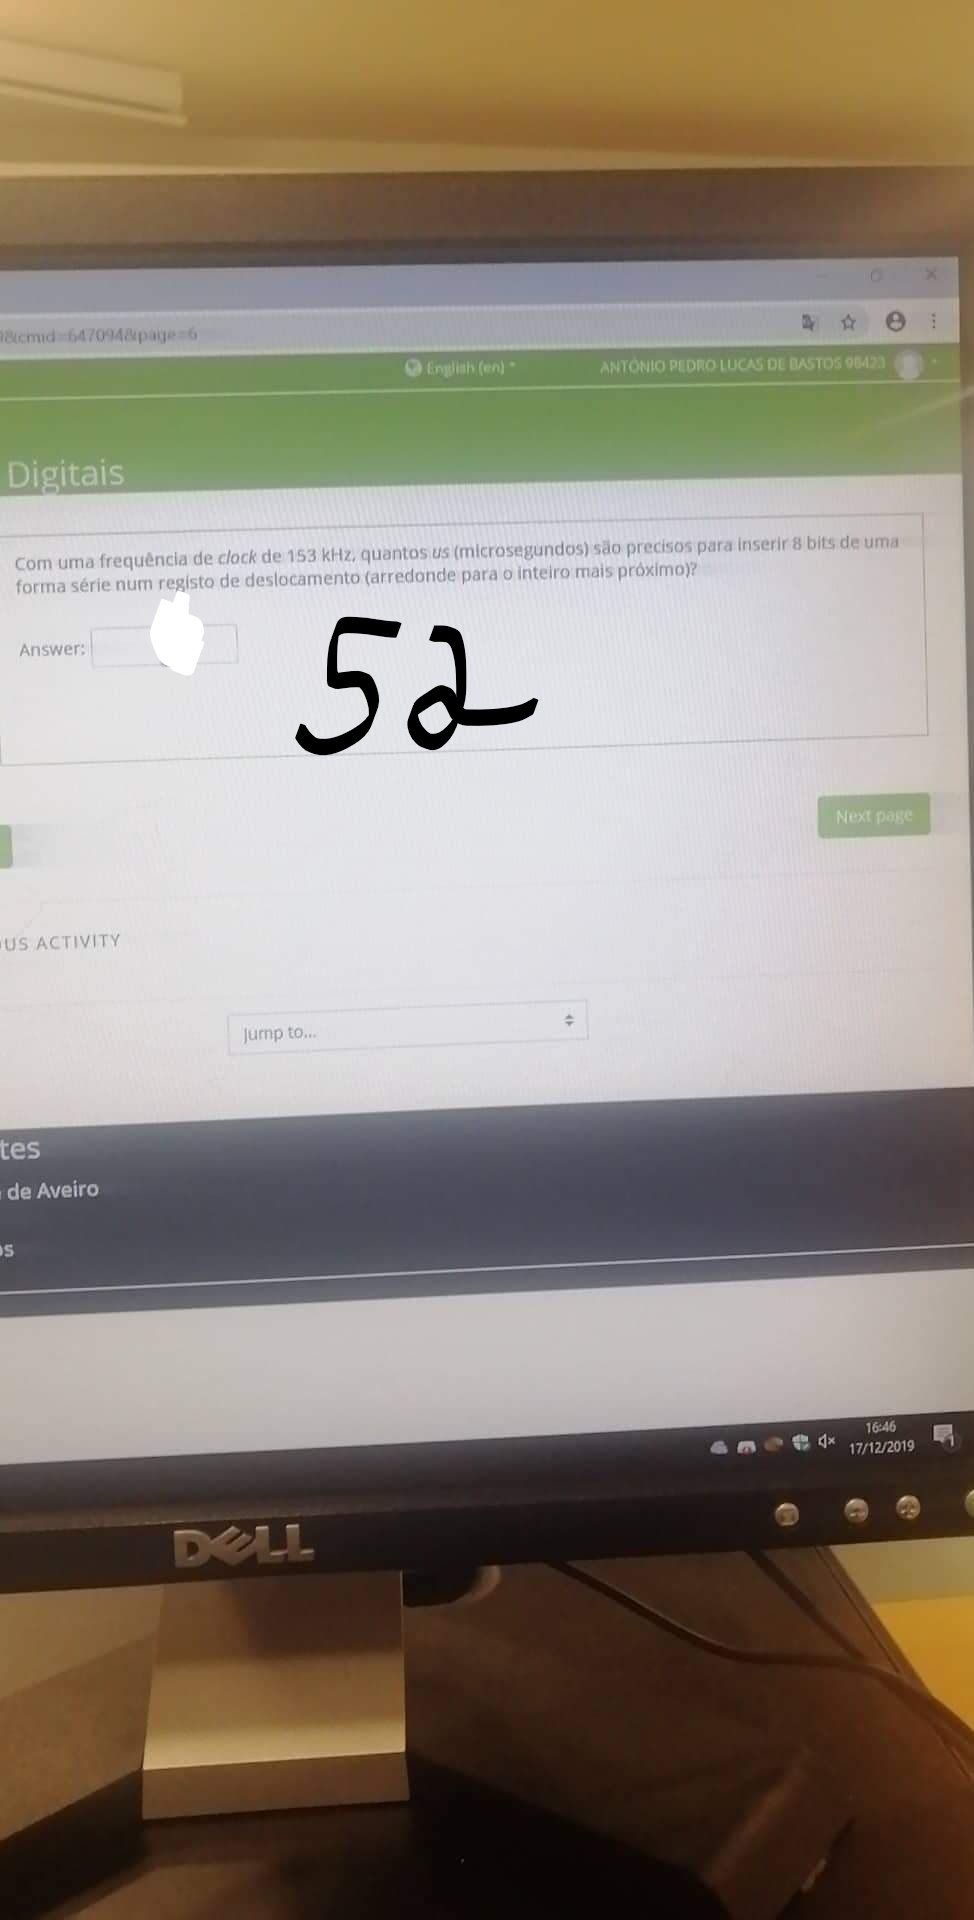 &cmid=647094&page=6
English (en)
ANTÓNIO PEDRO LUCAS DE BASTOS 98423
Digitais
Com uma frequência de clock de 153 kHz, quantos us (microsegundos) são precisos para inserir 8 bits de uma
forma série num registo de deslocamento (arredonde para o inteiro mais próximo)?
Answer:
52
Next page
OUS ACTIVITY
Jump to...
tes
de Aveiro
os
16:46
17/12/2019
1
DELL